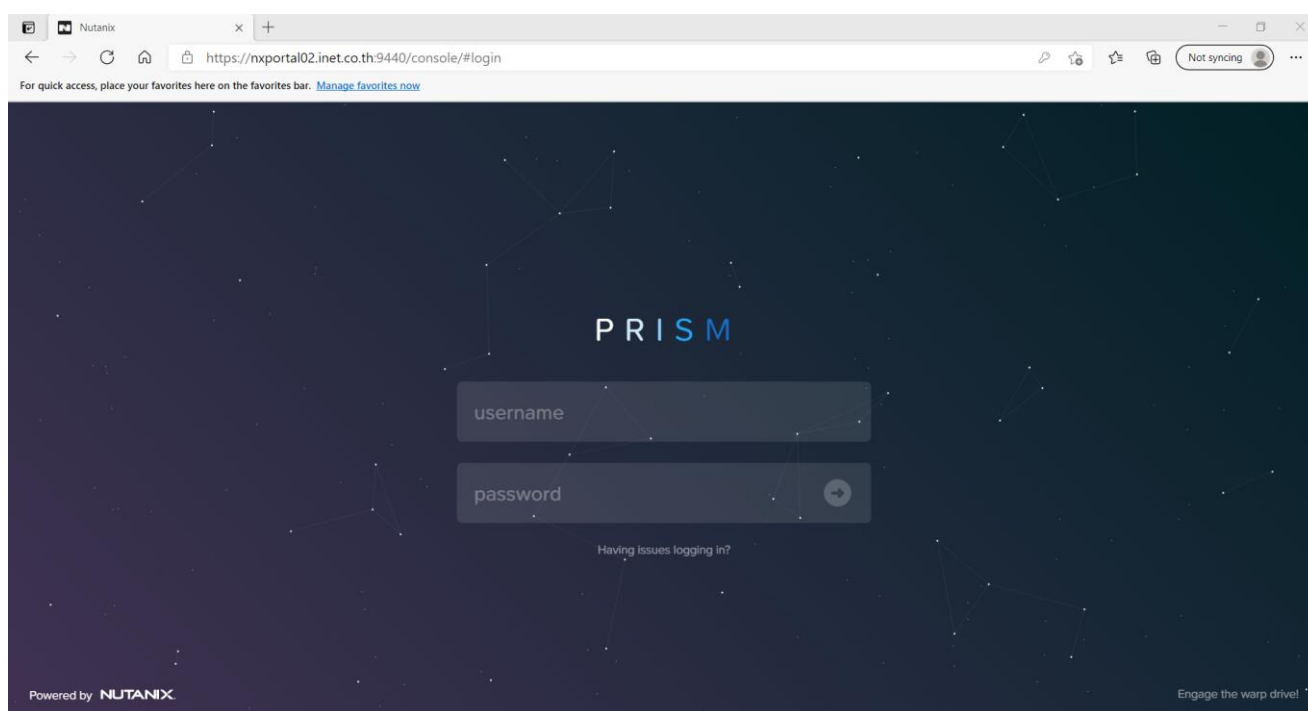 Nutanix
https://nxportal02.inet.co.th:9440/console/#login
Not syncing
For quick access, place your favorites here on the favorites bar. Manage favorites now
PRISM
username
password
Having issues logging in?
Powered by NUTANIX
Engage the warp drive!